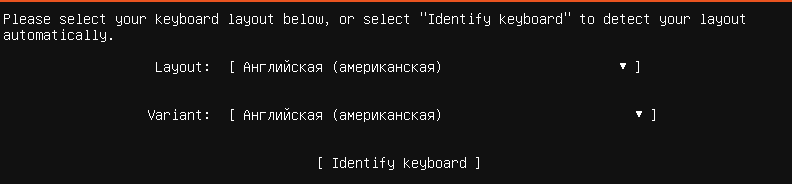 Please select your keyboard layout below, or select "Identify keyboard" to detect your layout
automatically.
Layout: [ Английская (американская) ▾ ]
Variant: [ Английская (американская) ▾ ]
[ Identify keyboard ]